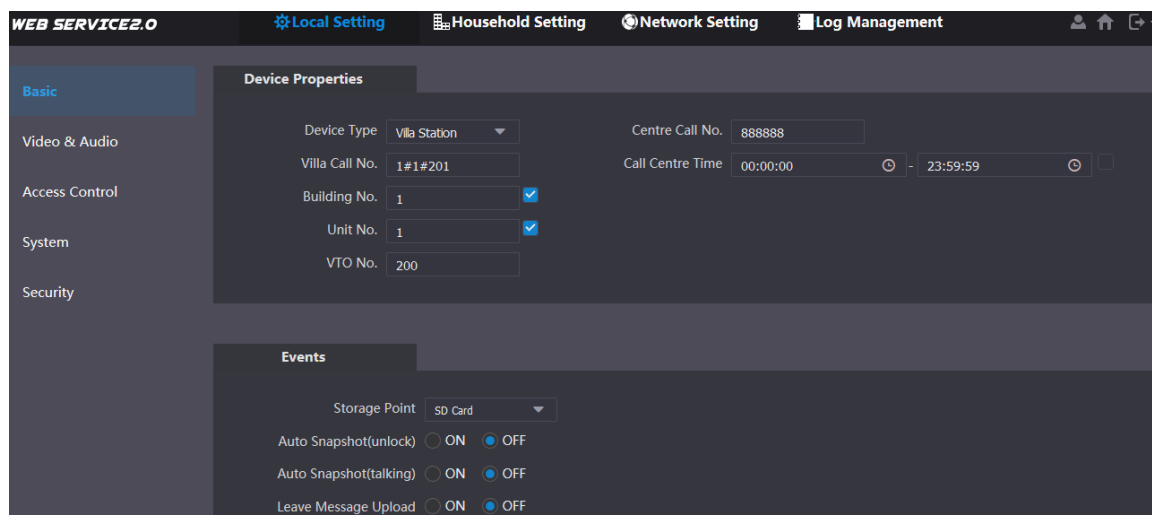 WEB SERVICE2.0 Local Setting Household Setting Network Setting Log Management
Basic
Video & Audio
Access Control
System
Security
Device Properties
Device Type Villa Station
Villa Call No. 1#1#201
Building No. 1
Unit No. 1
VTO No. 200
Centre Call No. 888888
Call Centre Time 00:00:00 - 23:59:59
Events
Storage Point SD Card
Auto Snapshot(unlock) ON OFF
Auto Snapshot(talking) ON OFF
Leave Message Upload ON OFF